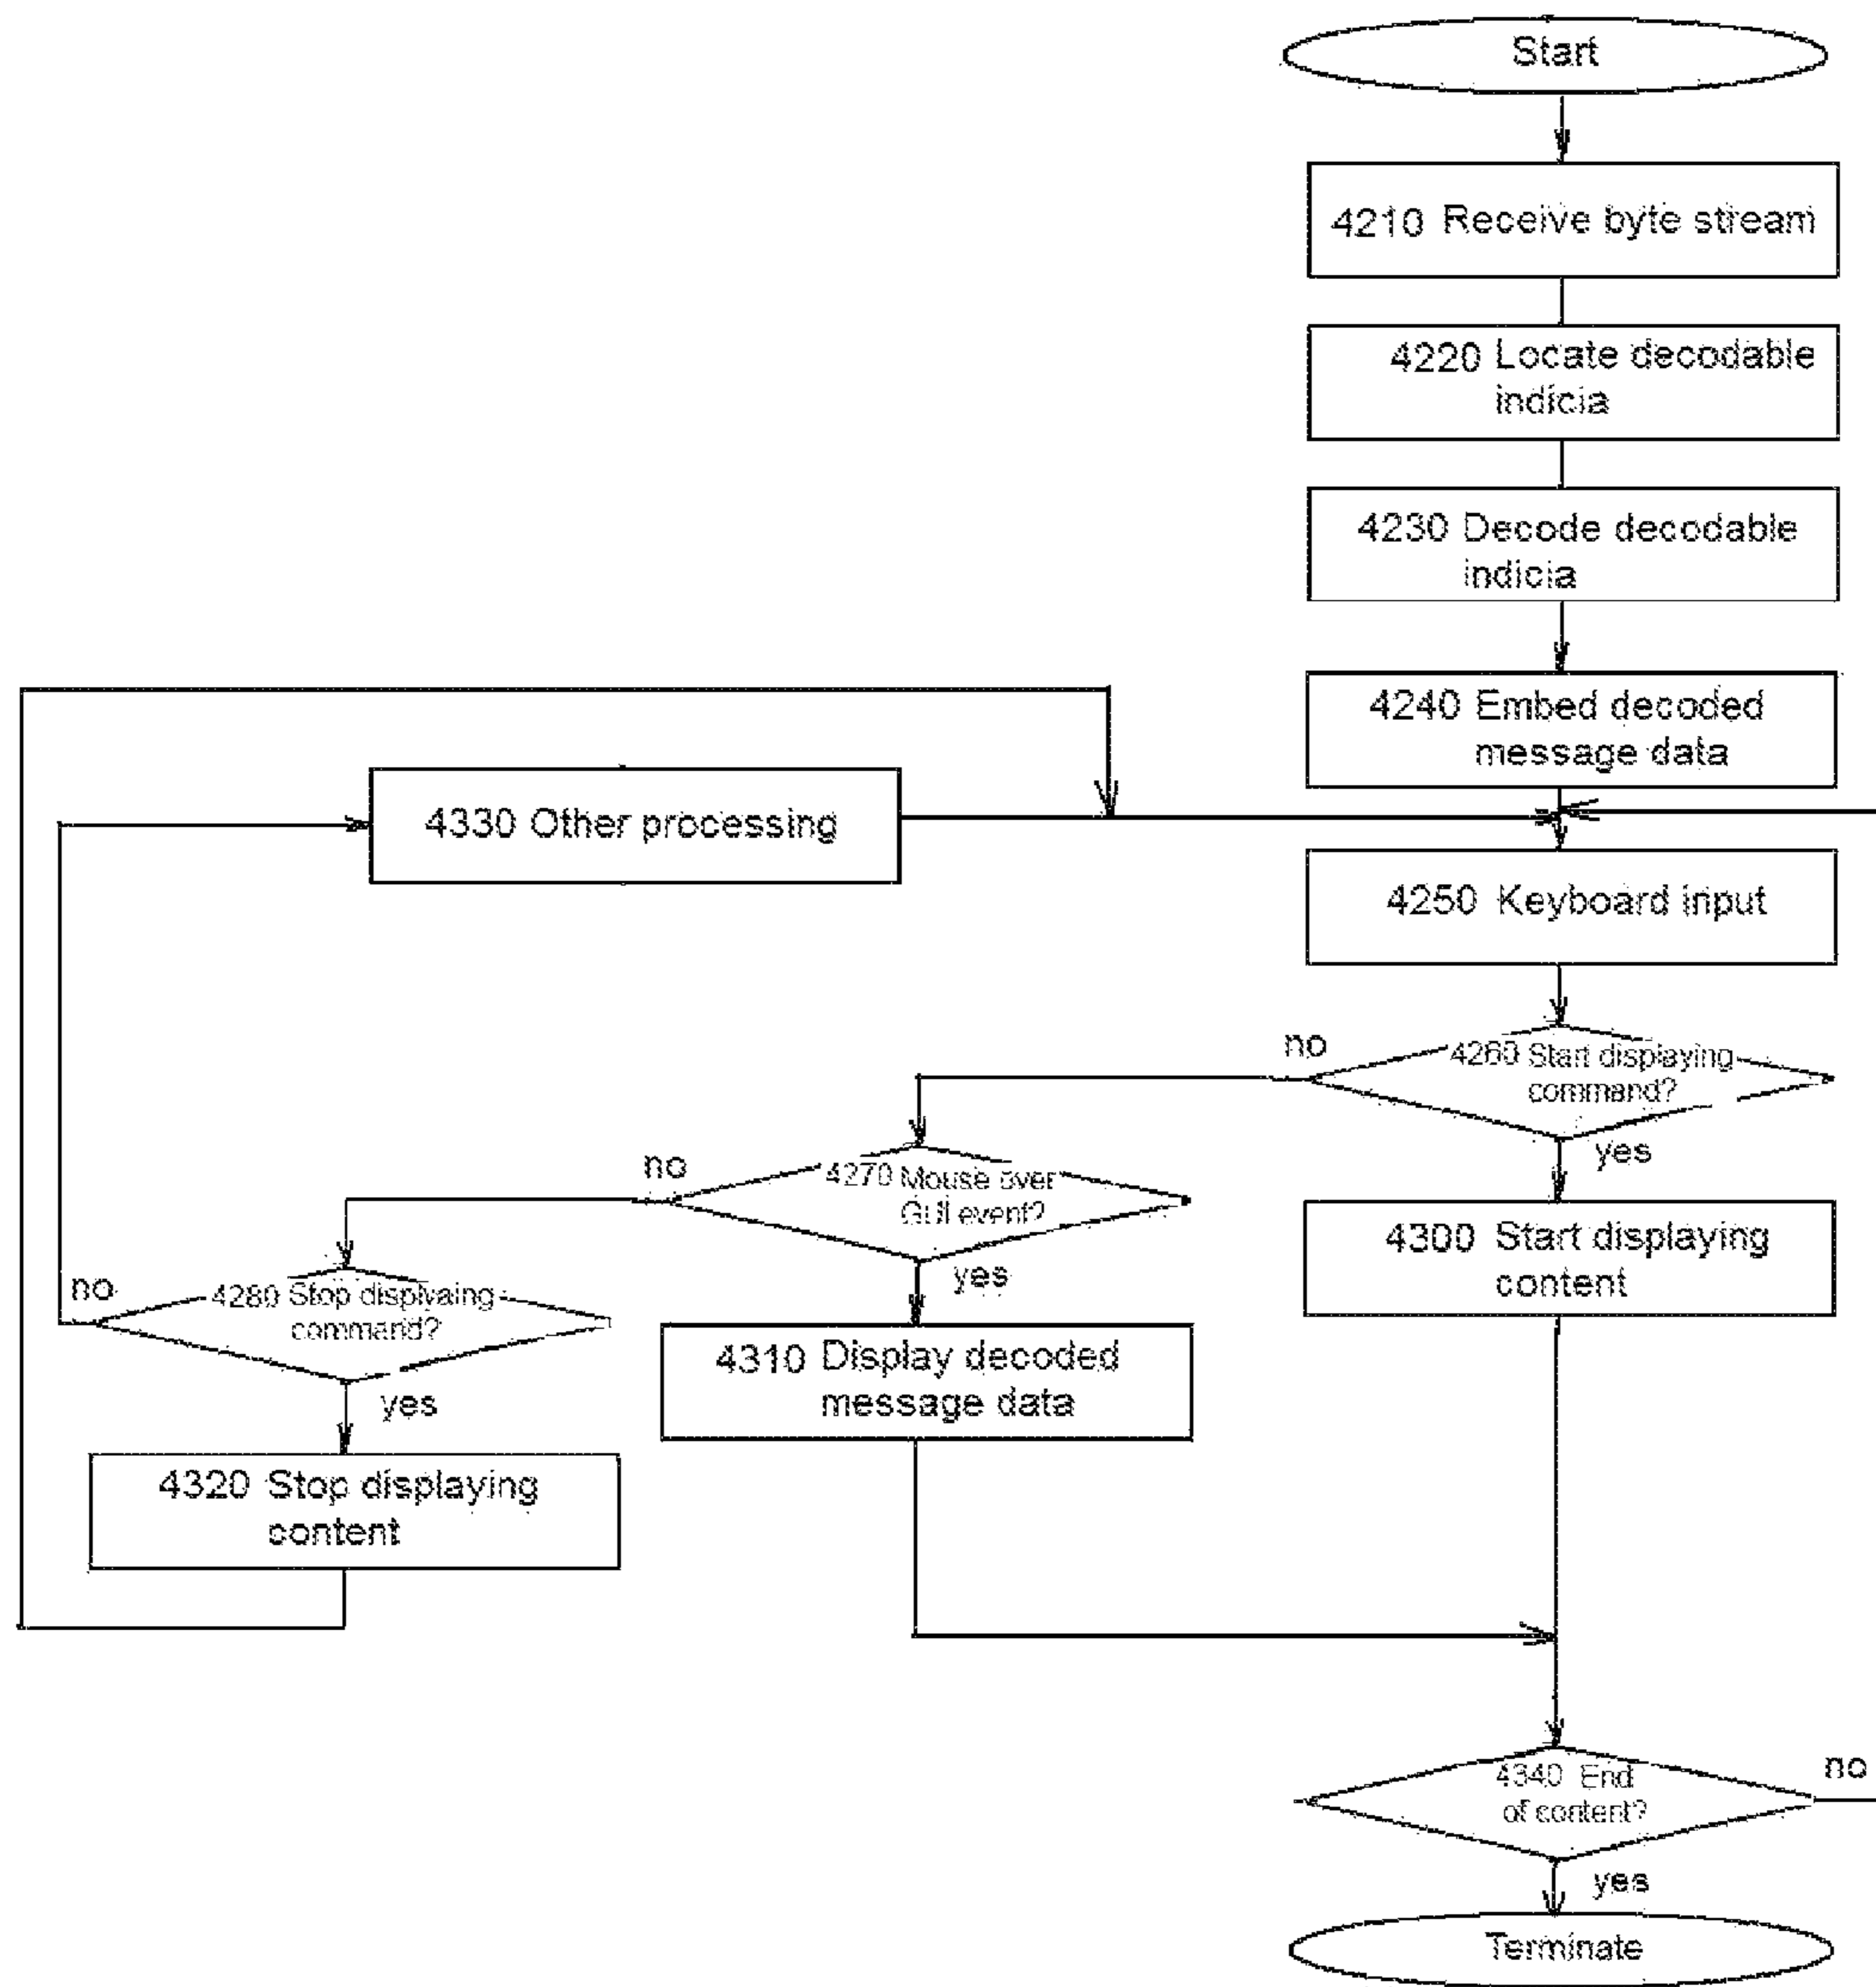 Start
4210 Receive byte stream
4220 Locate decodable
indicia
4230 Decode decodable
indicia
4240 Embed decoded
message data
4330 Other processing
4250 Keyboard input
no
4260 Start displaying
command?
yes
no
4270 Mouse over
GUI event?
yes
4300 Start displaying
content
no
4280 Stop displvaing
command?
yes
4310 Display decoded
message data
4320 Stop displaying
content
4340 End
of content?
no
yes
Terminate